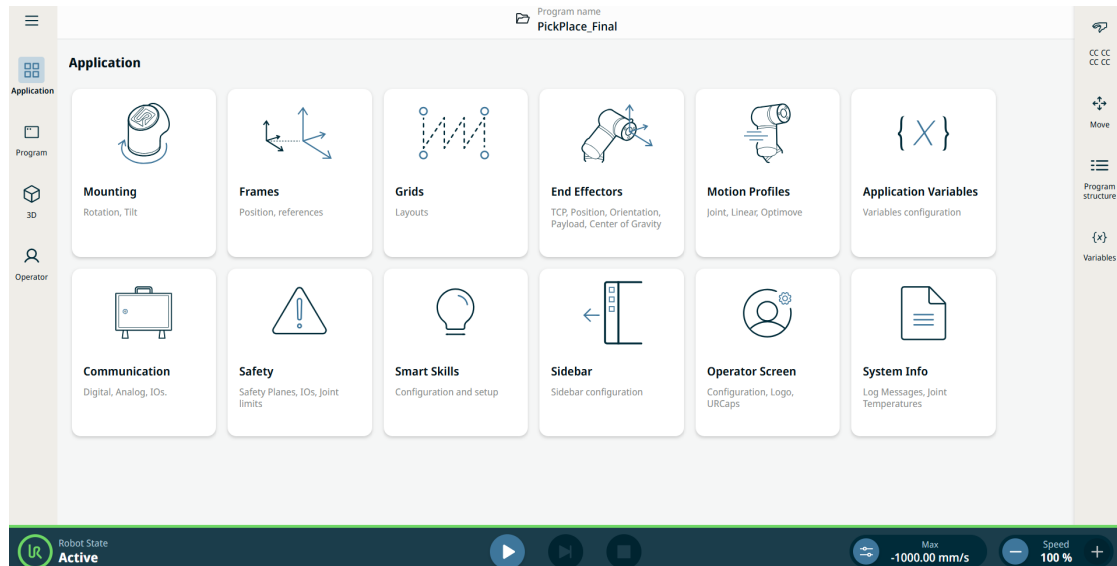 Program name
PickPlace_Final
Application
Application
Program
3D
Operator
Mounting
Rotation, Tilt
Frames
Position, references
Grids
Layouts
End Effectors
TCP, Position, Orientation,
Payload, Center of Gravity
Motion Profiles
Joint, Linear, Optimove
{X}
Application Variables
Variables configuration
Communication
Digital, Analog, IOs.
Safety
Safety Planes, IOs, Joint
limits
Smart Skills
Configuration and setup
Sidebar
Sidebar configuration
Operator Screen
Configuration, Logo,
URCaps
System Info
Log Messages, Joint
Temperatures
CC CC
CC CC
Move
Program
structure
{x}
Variables
UR
Robot State
Active
Max
-1000.00 mm/s
Speed
100 %